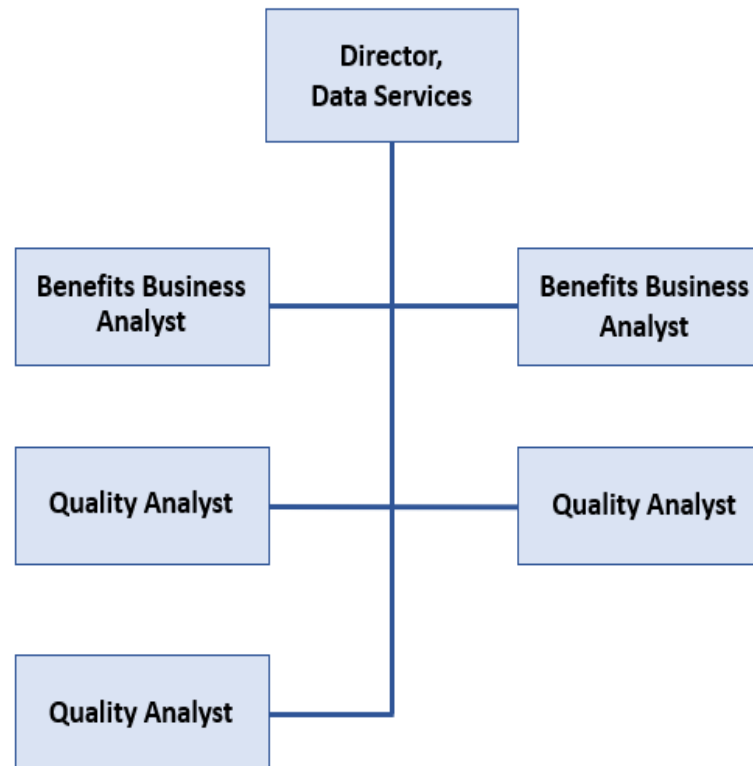 Director,
Data Services
Benefits Business
Analyst
Benefits Business
Analyst
Quality Analyst
Quality Analyst
Quality Analyst